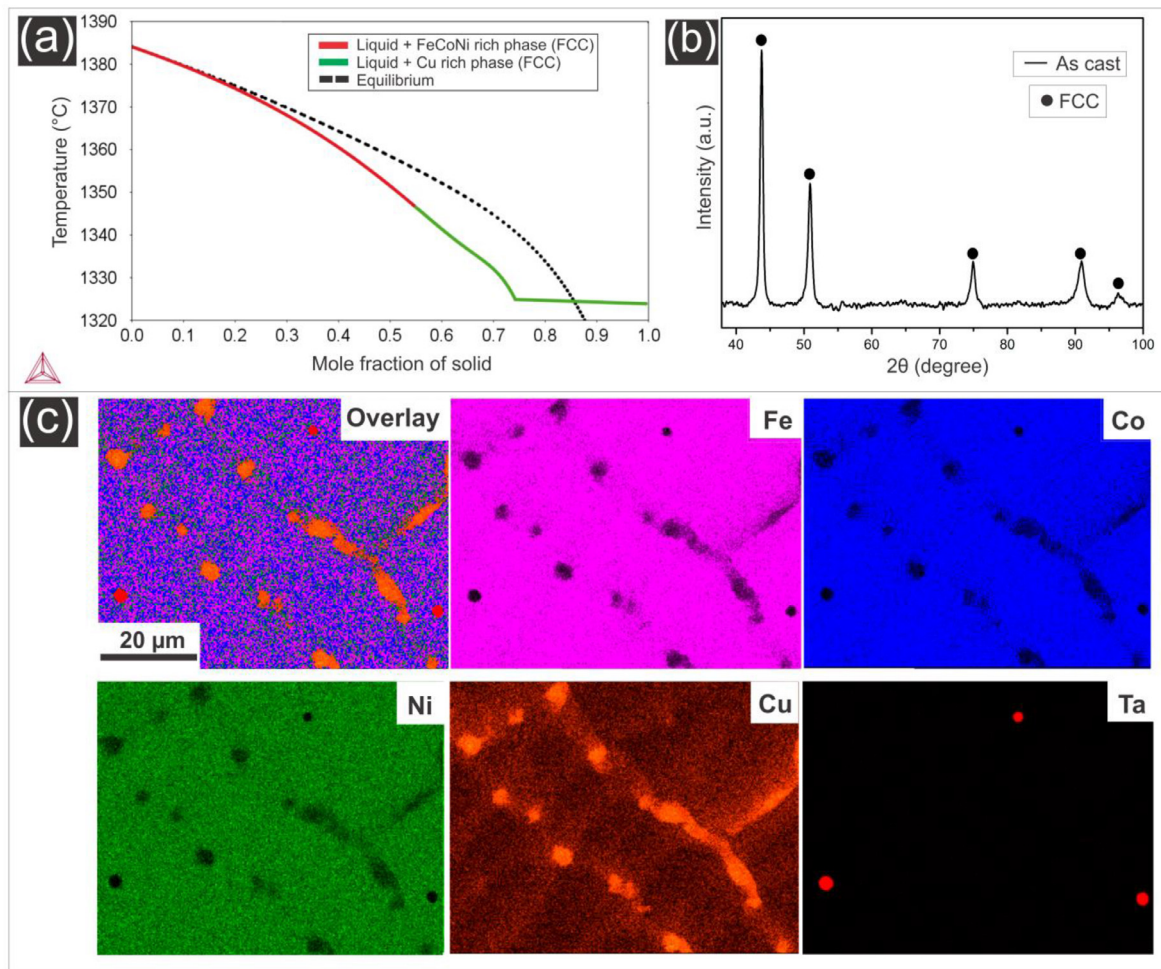 (a)
1390
1380
1370
1360
1350
1340
1330
1320
Temperature (°C)
Liquid + FeCoNi rich phase (FCC)
Liquid + Cu rich phase (FCC)
Equilibrium
0.0 0.1 0.2 0.3 0.4 0.5 0.6 0.7 0.8 0.9 1.0
Mole fraction of solid
(b)
As cast
FCC
Intensity (a.u.)
40 50 60 70 80 90 100
2θ (degree)
(c)
Overlay
20 µm
Fe
Co
Ni
Cu
Ta